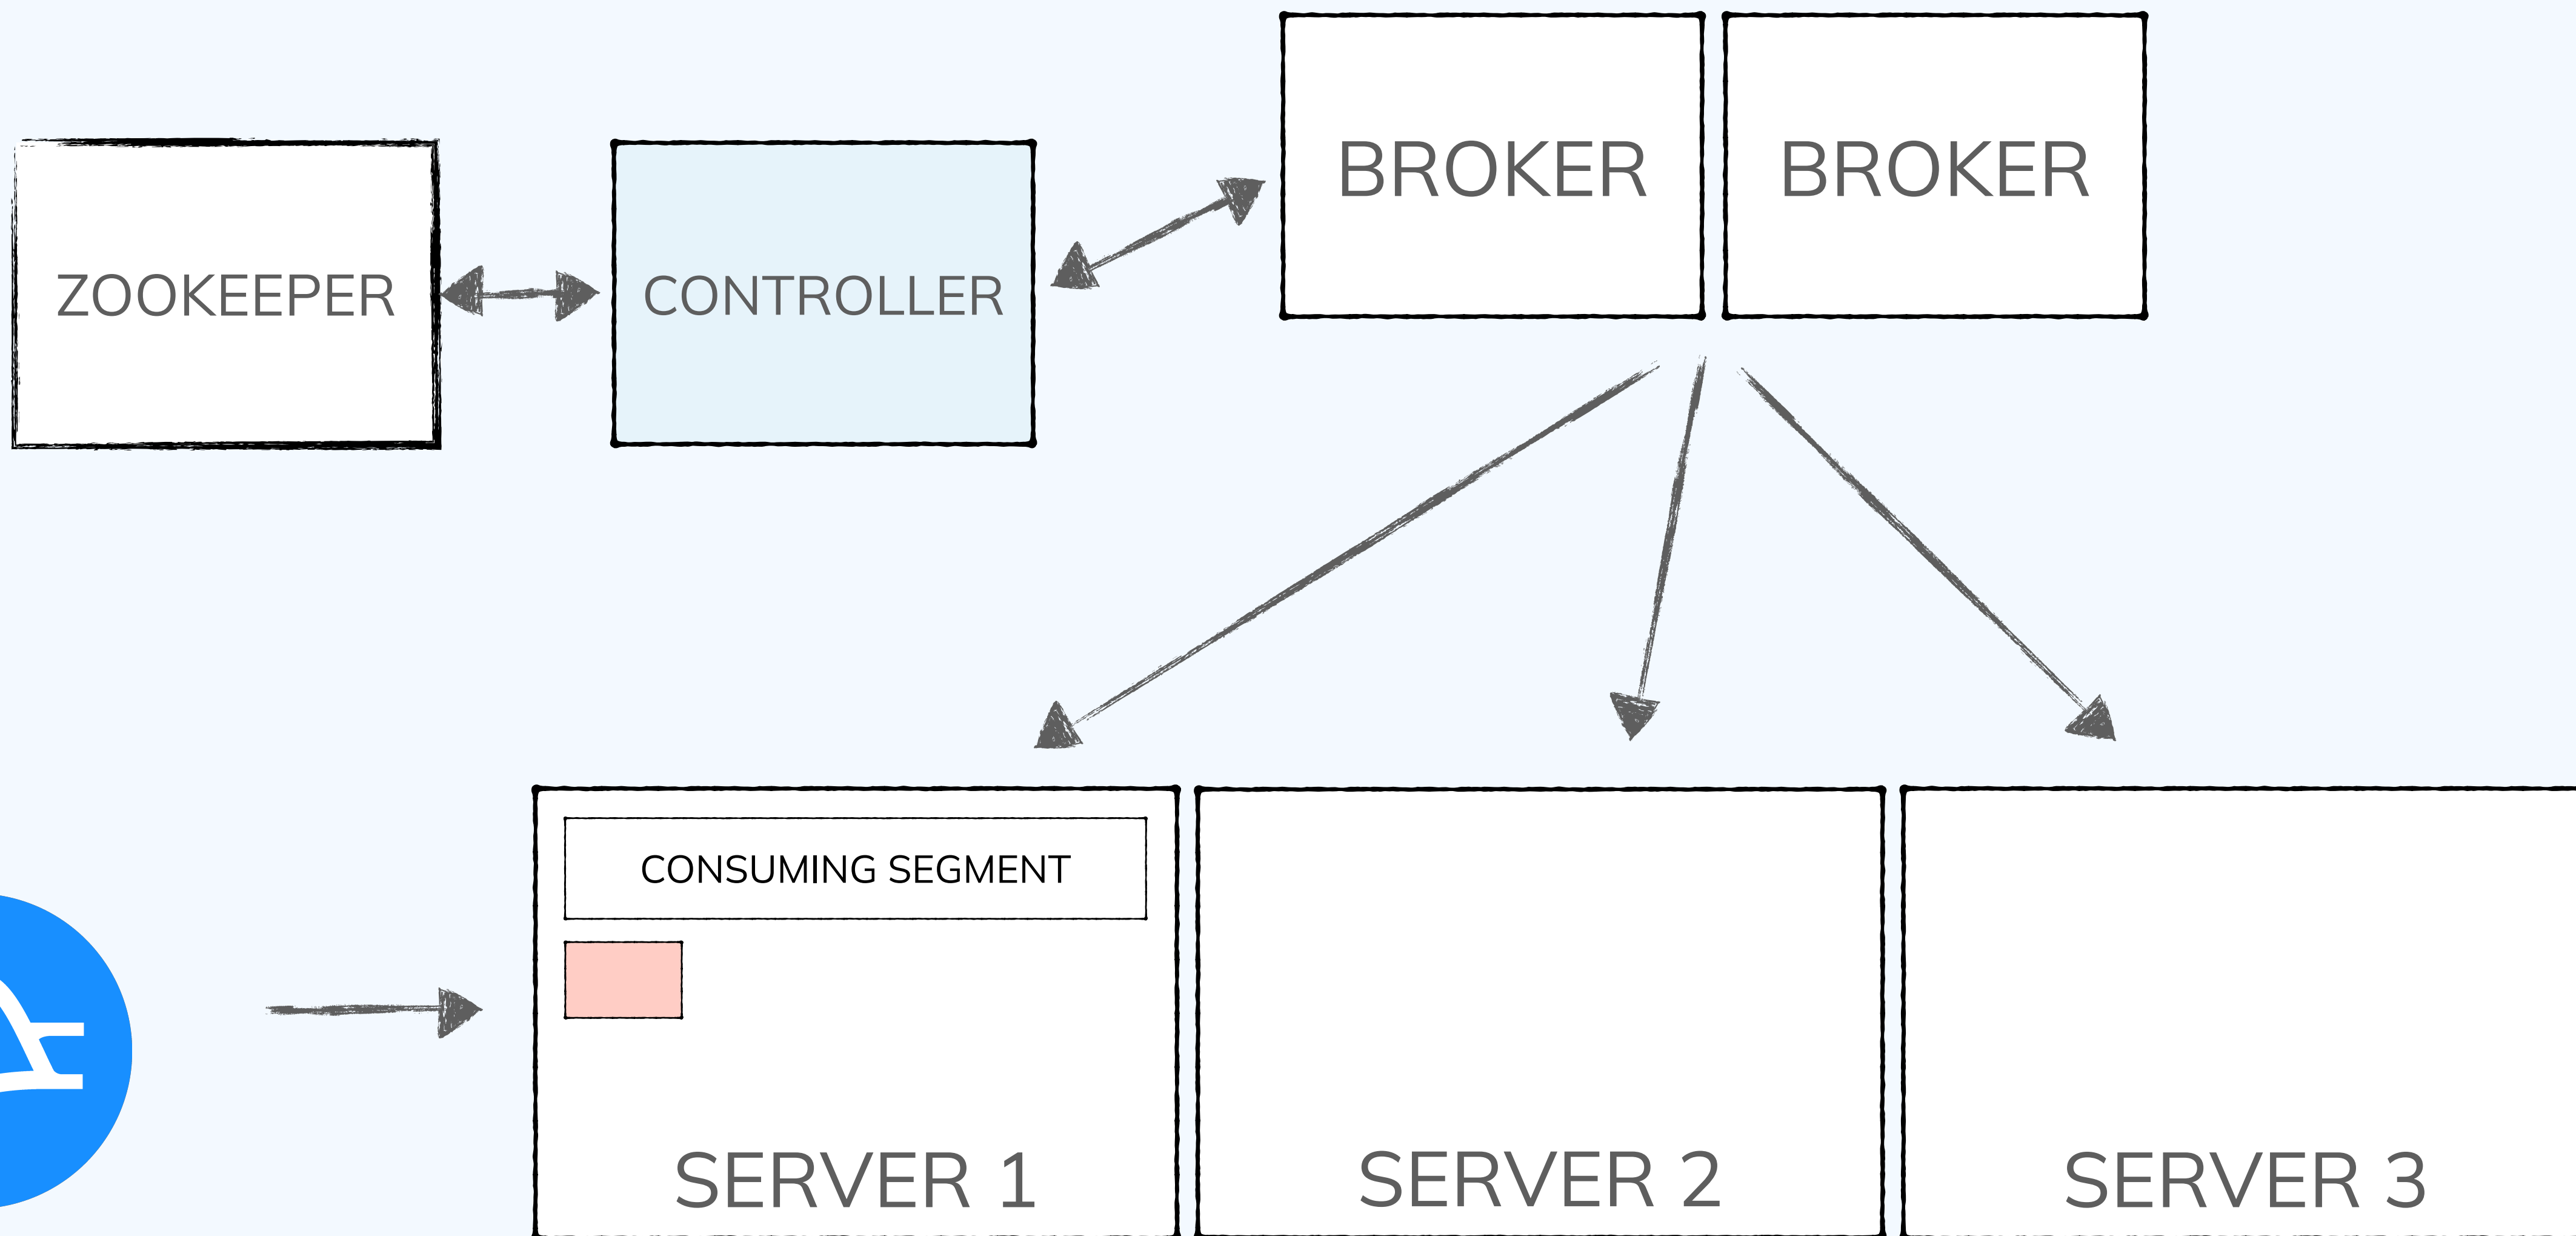 BROKER
BROKER
ZOOKEEPER
CONTROLLER
CONSUMING SEGMENT
SERVER 1
SERVER 2
SERVER 3